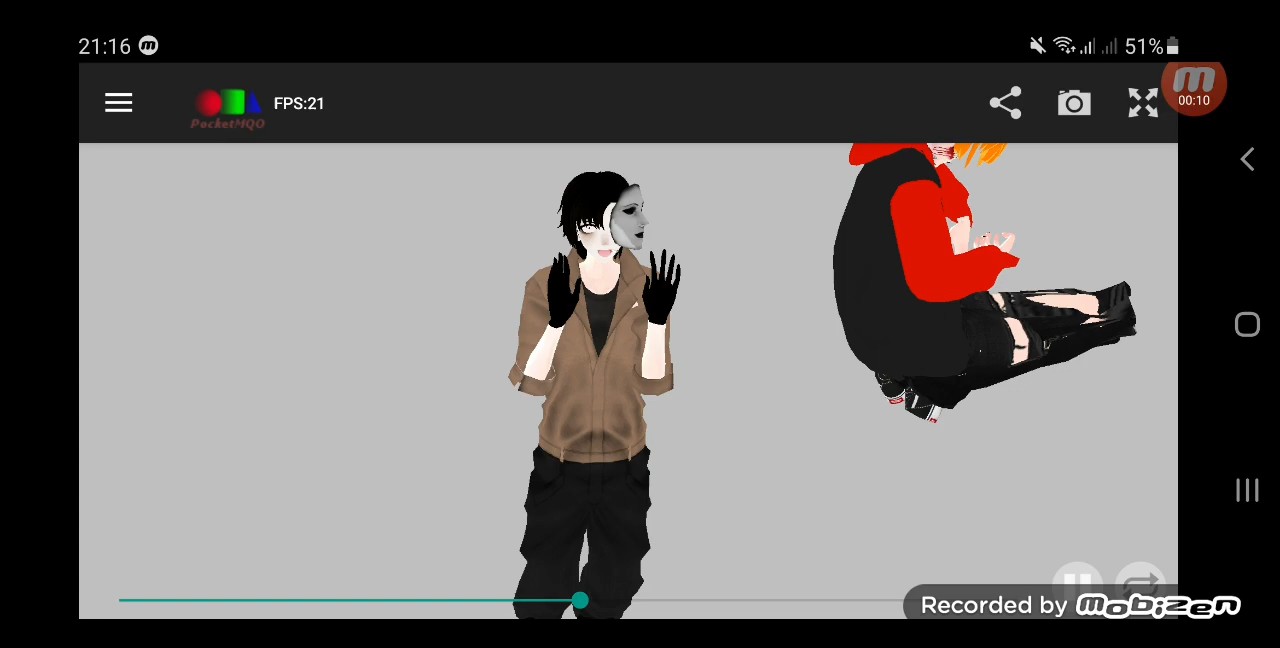 21:16 m 51%
m
00:10
PocketMQO FPS:21
Recorded by MOBIZEN